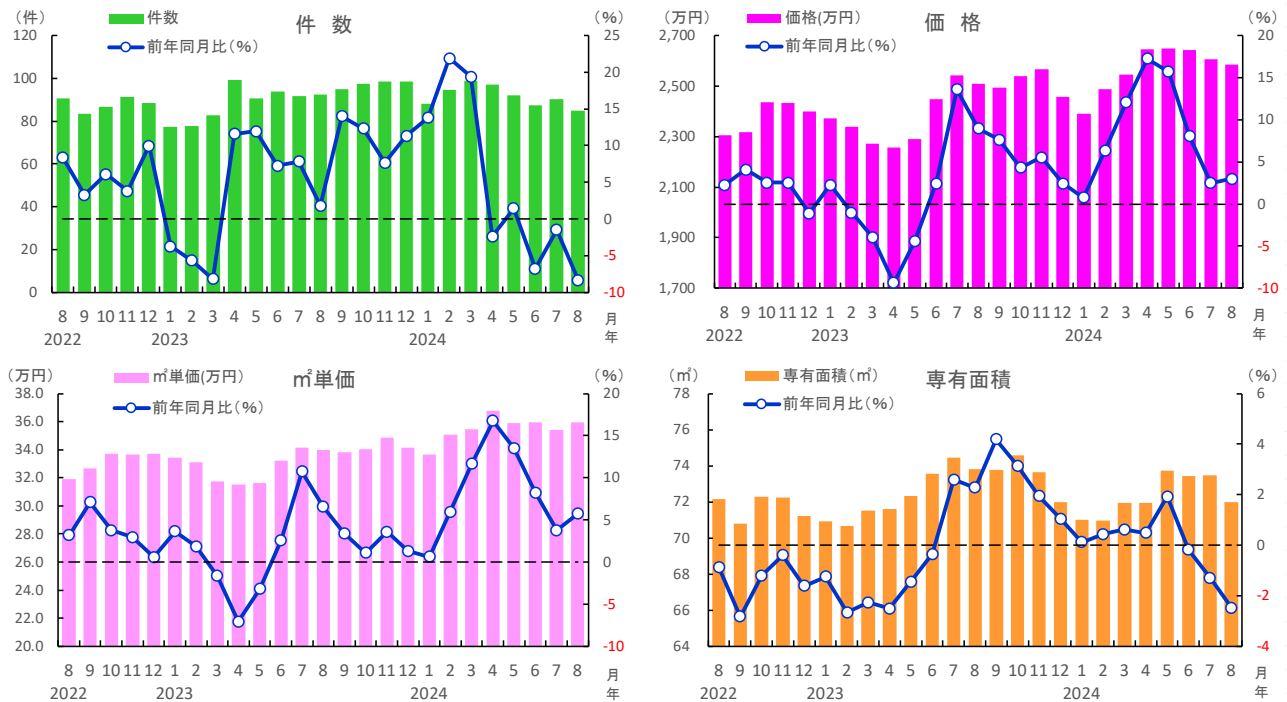 （件）
件数
件　数
（%）
前年同月比（%）
120
100
80
60
40
20
0
25
20
15
10
5
0
-5
-10
8 9 10 11 12 1 2 3 4 5 6 7 8 9 10 11 12 1 2 3 4 5 6 7 8 月
2022 2023 2024 年
（万円）
価格(万円)
価　格
（%）
前年同月比（%）
2,700
2,500
2,300
2,100
1,900
1,700
20
15
10
5
0
-5
-10
8 9 10 11 12 1 2 3 4 5 6 7 8 9 10 11 12 1 2 3 4 5 6 7 8 月
2022 2023 2024 年
（万円）
㎡単価(万円)
㎡単価
（%）
前年同月比（%）
38.0
36.0
34.0
32.0
30.0
28.0
26.0
24.0
22.0
20.0
20
15
10
5
0
-5
-10
8 9 10 11 12 1 2 3 4 5 6 7 8 9 10 11 12 1 2 3 4 5 6 7 8 月
2022 2023 2024 年
（㎡）
専有面積（㎡）
専有面積
（%）
前年同月比（%）
78
76
74
72
70
68
66
64
6
4
2
0
-2
-4
8 9 10 11 12 1 2 3 4 5 6 7 8 9 10 11 12 1 2 3 4 5 6 7 8 月
2022 2023 2024 年